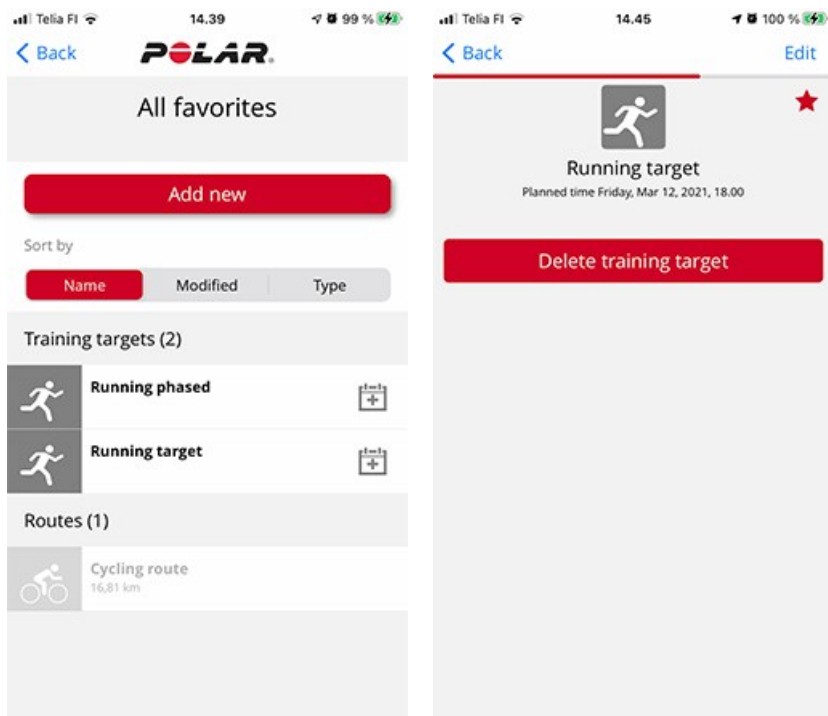 Telia FI 14.39 99 %
Back POLAR.
All favorites
Add new
Sort by
Name Modified Type
Training targets (2)
Running phased
Running target
Routes (1)
Cycling route
16,81 km
Telia FI 14.45 100 %
Back Edit
Running target
Planned time Friday, Mar 12, 2021, 18.00
Delete training target